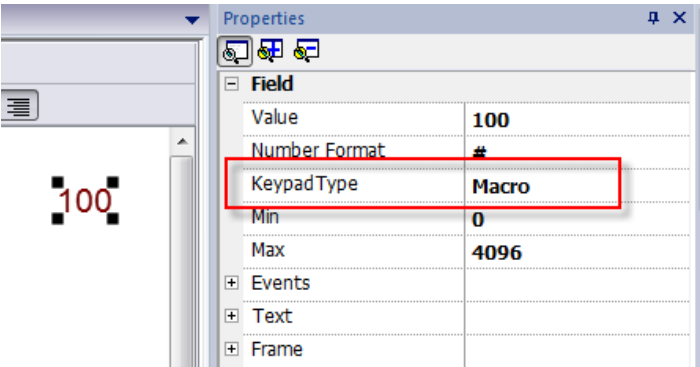 Properties
Field
Value 100
Number Format #
KeypadType Macro
Min 0
Max 4096
Events
Text
Frame
100